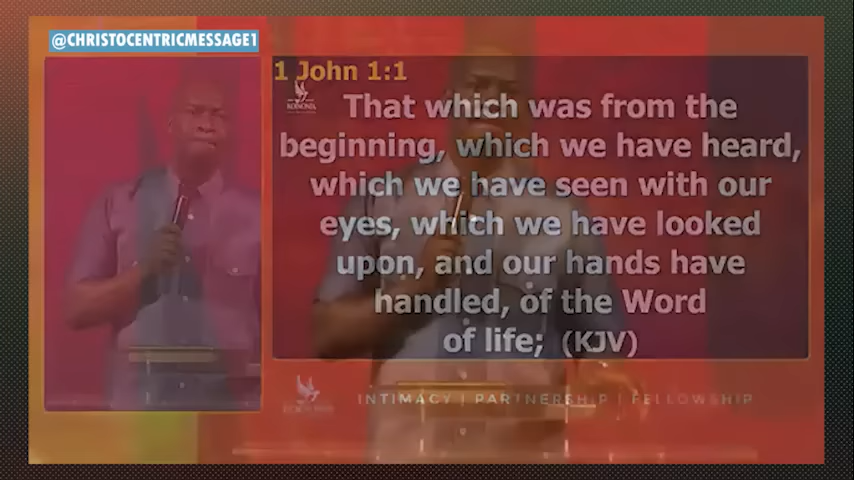 @CHRISTOCENTRICMESSAGE1
1 John 1:1
KOINONIA
That which was from the
beginning, which we have heard,
which we have seen with our
eyes, which we have looked
upon, and our hands have
handled, of the Word
of life; (KJV)
KOINONIA
INTIMACY | PARTNERSHIP | FELLOWSHIP